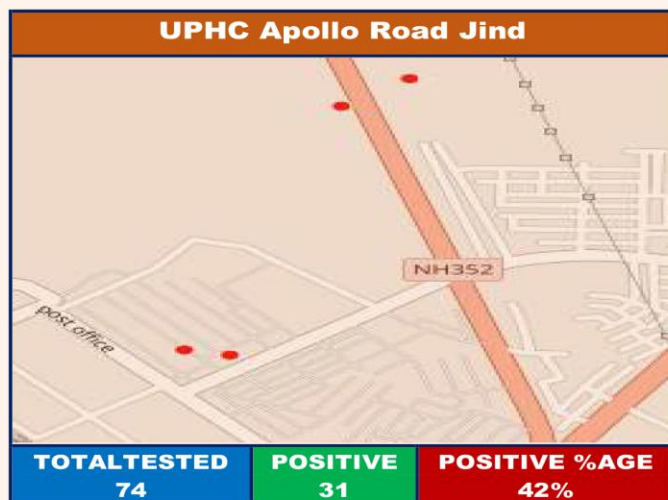 UPHC Apollo Road Jind
NH352
post office
TOTALTESTED
74
POSITIVE
31
POSITIVE %AGE
42%